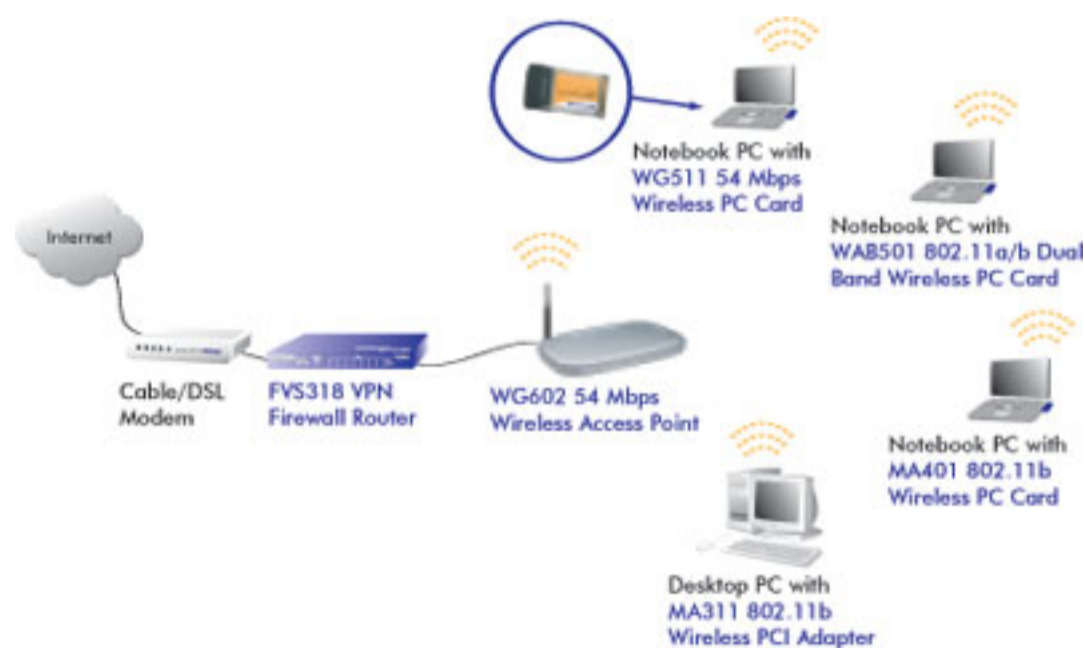 Notebook PC with
WG511 54 Mbps
Wireless PC Card
Notebook PC with
WAB501 802.11a/b Dual
Band Wireless PC Card
Internet
Cable/DSL
Modem
FVS318 VPN
Firewall Router
WG602 54 Mbps
Wireless Access Point
Notebook PC with
MA401 802.11b
Wireless PC Card
Desktop PC with
MA311 802.11b
Wireless PCI Adapter